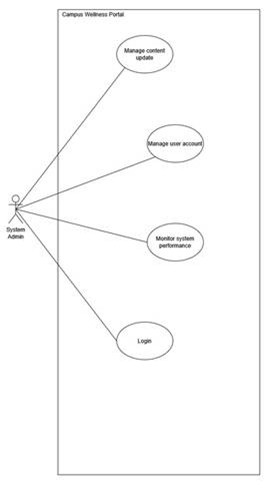 Campus Wellness Portal
Manage content
update
Manage user account
System
Admin
Monitor system
performance
Login